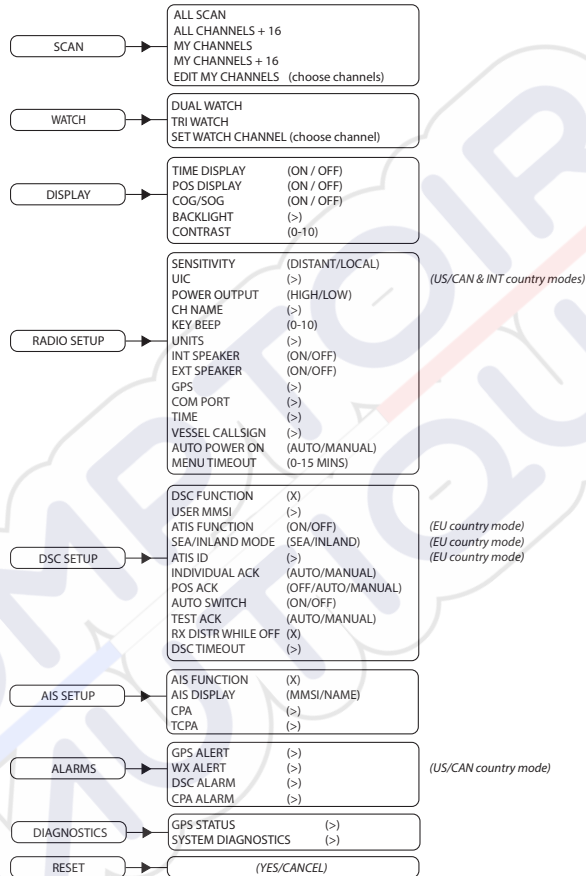 SCAN
ALL SCAN
ALL CHANNELS + 16
MY CHANNELS
MY CHANNELS + 16
EDIT MY CHANNELS (choose channels)
WATCH
DUAL WATCH
TRI WATCH
SET WATCH CHANNEL (choose channel)
DISPLAY
TIME DISPLAY (ON / OFF)
POS DISPLAY (ON / OFF)
COG/SOG (ON / OFF)
BACKLIGHT (>)
CONTRAST (0-10)
RADIO SETUP
SENSITIVITY (DISTANT/LOCAL)
UIC (>) (US/CAN & INT country modes)
POWER OUTPUT (HIGH/LOW)
CH NAME (>)
KEY BEEP (0-10)
UNITS (>)
INT SPEAKER (ON/OFF)
EXT SPEAKER (ON/OFF)
GPS (>)
COM PORT (>)
TIME (>)
VESSEL CALLSIGN (>)
AUTO POWER ON (AUTO/MANUAL)
MENU TIMEOUT (0-15 MINS)
DSC SETUP
DSC FUNCTION (X)
USER MMSI (>)
ATIS FUNCTION (ON/OFF) (EU country mode)
SEA/INLAND MODE (SEA/INLAND) (EU country mode)
ATIS ID (>) (EU country mode)
INDIVIDUAL ACK (AUTO/MANUAL)
POS ACK (OFF/AUTO/MANUAL)
AUTO SWITCH (ON/OFF)
TEST ACK (AUTO/MANUAL)
RX DISTR WHILE OFF (X)
DSC TIMEOUT (>)
AIS SETUP
AIS FUNCTION (X)
AIS DISPLAY (MMSI/NAME)
CPA (>)
TCPA (>)
ALARMS
GPS ALERT (>)
WX ALERT (>) (US/CAN country mode)
DSC ALARM (>)
CPA ALARM (>)
DIAGNOSTICS
GPS STATUS (>)
SYSTEM DIAGNOSTICS (>)
RESET
(YES/CANCEL)